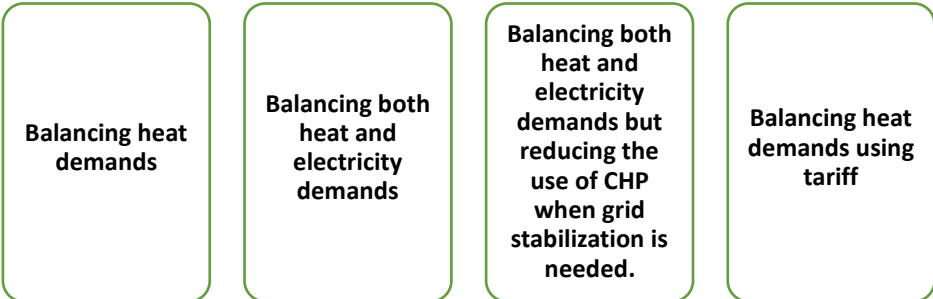 Balancing heat
demands
Balancing both
heat and
electricity
demands
Balancing both
heat and
electricity
demands but
reducing the
use of CHP
when grid
stabilization is
needed.
Balancing heat
demands using
tariff